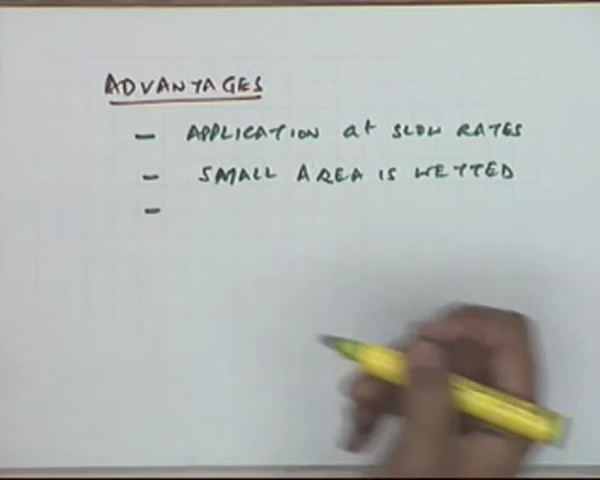 ADVANTAGES
- APPLICATION at SLOW RATES
- SMALL AREA IS WETTED
-